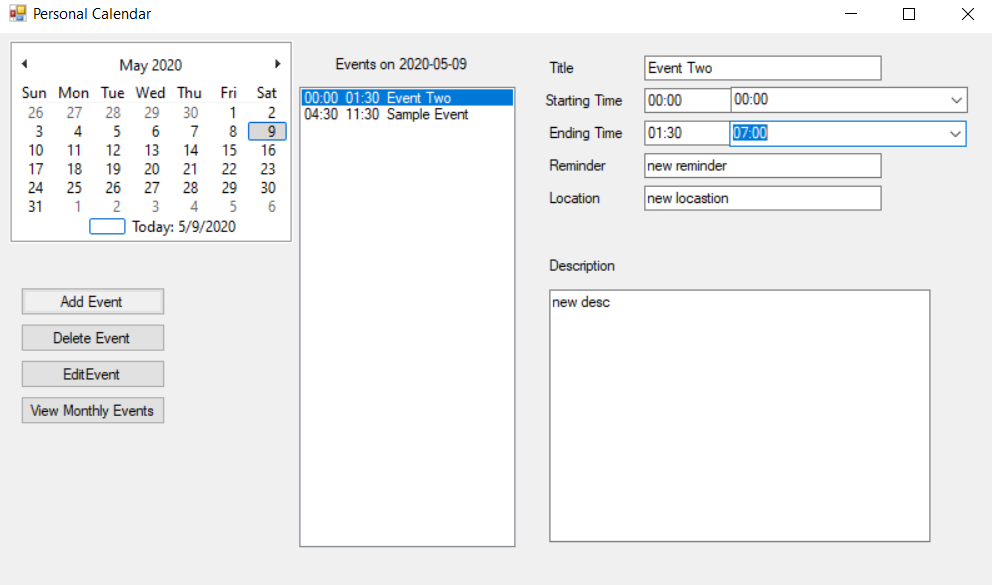 Personal Calendar
May 2020
Sun Mon Tue Wed Thu Fri Sat
26 27 28 29 30 1 2
3 4 5 6 7 8 9
10 11 12 13 14 15 16
17 18 19 20 21 22 23
24 25 26 27 28 29 30
31 1 2 3 4 5 6
Today: 5/9/2020
Add Event
Delete Event
EditEvent
View Monthly Events
Events on 2020-05-09
00:00 01:30 Event Two
04:30 11:30 Sample Event
Title Event Two
Starting Time 00:00 00:00
Ending Time 01:30 07:00
Reminder new reminder
Location new locastion
Description
new desc